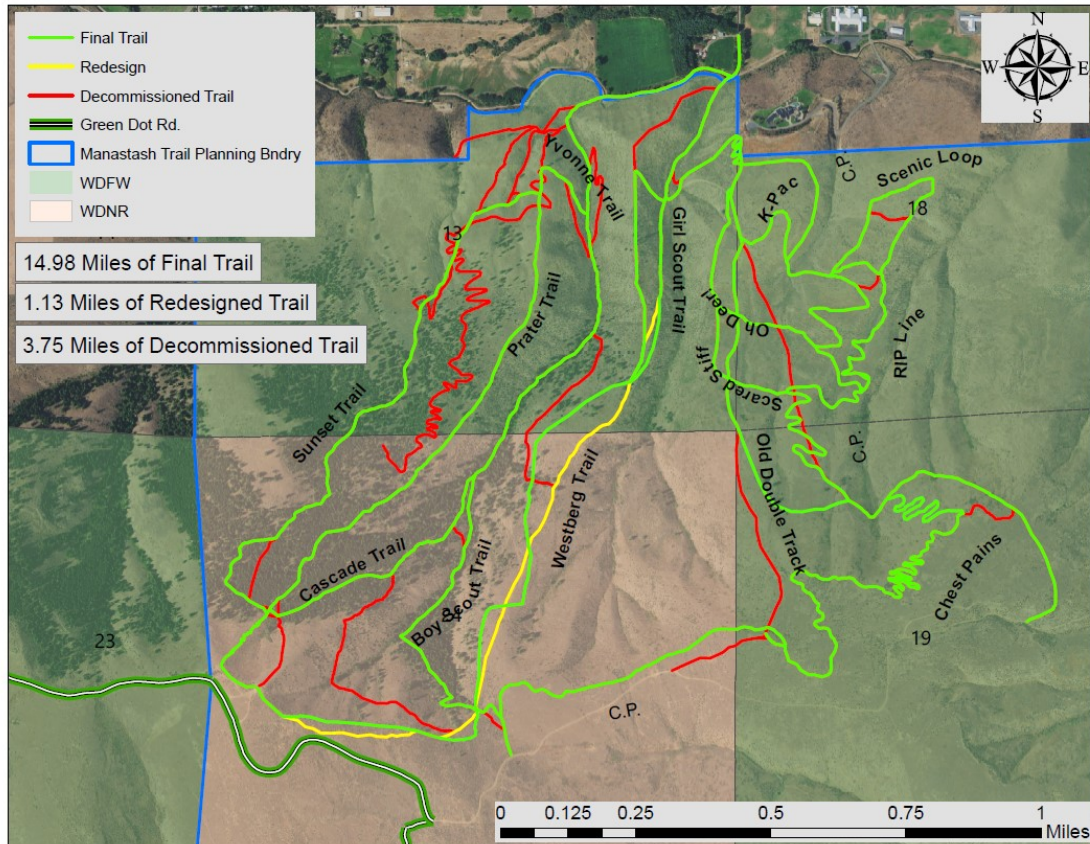 Final Trail
Redesign
Decommissioned Trail
Green Dot Rd.
Manastash Trail Planning Bndry
WDFW
WDNR
14.98 Miles of Final Trail
1.13 Miles of Redesigned Trail
3.75 Miles of Decommissioned Trail
N
W
E
S
Yvonne Trail
K-Pac
C.P.
Scenic Loop
18
13
Girl Scout Trail
Prater Trail
Oh Deer!
RIP Line
Scared Stiff
Sunset Trail
Old Double Track
C.P.
Westberg Trail
Cascade Trail
Boy Scout Trail
Chest Pains
23
19
C.P.
0
0.125
0.25
0.5
0.75
1
Miles